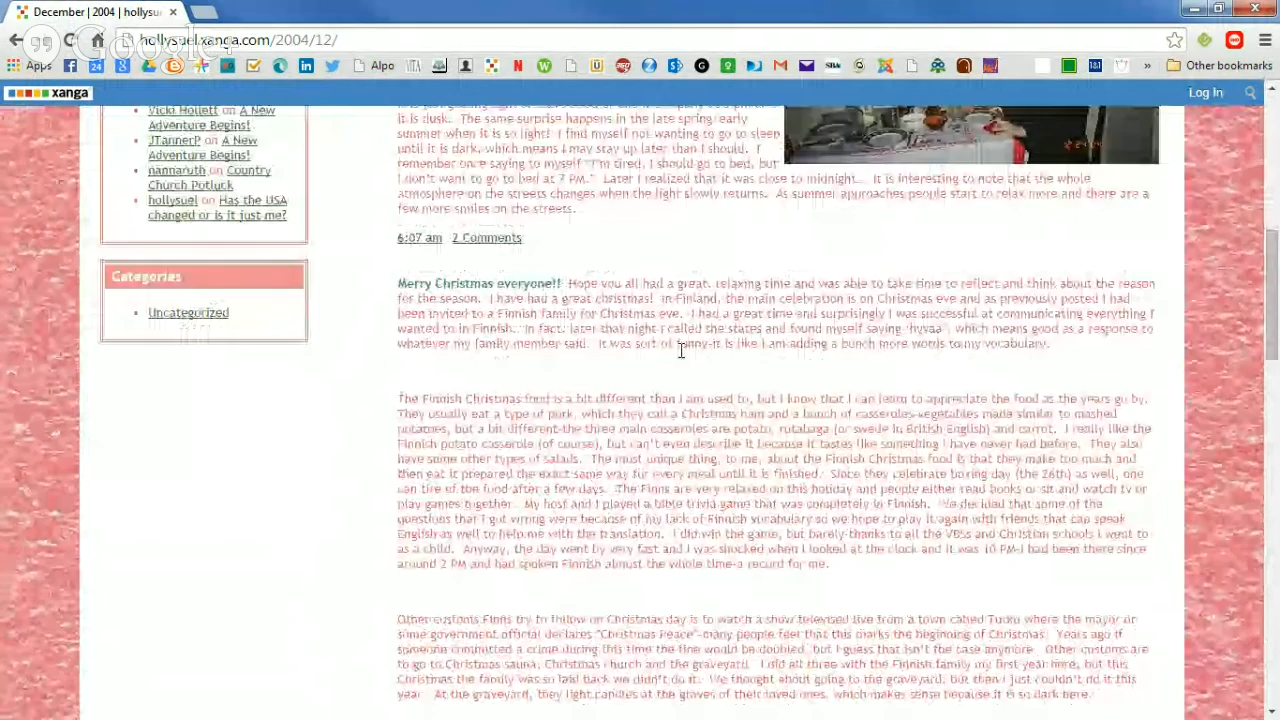 December | 2004 | hollysu
hollysuel.xanga.com/2004/12/
Google+
Apps
Alpo
Other bookmarks
xanga
Log In
Vicki Hollett on A New
Adventure Begins!
JTannerP on A New
Adventure Begins!
nannaruth on Country
Church Potluck
hollysuel on Has the USA
changed or is it just me?
Categories
Uncategorized
it is dusk. The same surprise happens in the late spring/early
summer when it is so light! I find myself not wanting to go to sleep
until it is dark, which means I may stay up later than I should. I
remember once saying to myself "I'm tired, I should go to bed, but
I don't want to go to bed at 7 PM." Later I realized that it was close to midnight. It is interesting to note that the whole
atmosphere on the streets changes when the light slowly returns. As summer approaches people start to relax more and there are a
few more smiles on the streets.
6:07 am 2 Comments
Merry Christmas everyone!! Hope you all had a great, relaxing time and was able to take time to reflect and think about the reason
for the season. I have had a great christmas! In Finland, the main celebration is on Christmas eve and as previously posted I had
been invited to a Finnish family for Christmas eve. I had a great time and surprisingly I was successful at communicating everything I
wanted to in Finnish. In fact, later that night I called the states and found myself saying "hyvaa", which means good as a response to
whatever my family member said. It was sort of funny-it is like I am adding a bunch more words to my vocabulary.
The Finnish Christmas food is a bit different than I am used to, but I know that I can learn to appreciate the food as the years go by.
They usually eat a type of pork, which they call a Christmas ham and a bunch of casseroles-vegetables made similar to mashed
potatoes, but a bit different-the three main casseroles are potato, rutabaga (or swede in British English) and carrot. I really like the
Finnish potato casserole (of course), but can't even describe it because it tastes like something I have never had before. They also
have some other types of salads. The most unique thing, to me, about the Finnish Christmas food is that they make too much and
then eat it prepared the exact same way for every meal until it is finished. Since they celebrate boxing day (the 26th) as well, one
can tire of the food after a few days. The Finns are very relaxed on this holiday and people either read books or sit and watch tv or
play games together. My host and I played a bible trivia game that was completely in Finnish. We decided that some of the
questions that I got wrong were because of my lack of Finnish vocabulary so we hope to play it again with friends that can speak
English as well to help me with the translation. I did win the game, but barely-thanks to all the VBSs and Christian schools I went to
as a child. Anyway, the day went by very fast and I was shocked when I looked at the clock and it was 10 PM-I had been there since
around 2 PM and had spoken Finnish almost the whole time-a record for me.
Other customs Finns try to follow on Christmas day is to watch a show televised live from a town called Turku where the mayor or
some government official declares "Christmas Peace"-many people feel that this marks the beginning of Christmas. Years ago if
someone committed a crime during this time the fine would be doubled, but I guess that isn't the case anymore. Other customs are
to go to Christmas sauna, Christmas church and the graveyard. I did all three with the Finnish family my first year here, but this
Christmas the family was so laid back we didn't do it. We thought about going to the graveyard, but then I just couldn't do it this
year. At the graveyard, they light candles at the graves of their loved ones, which makes sense because it is so dark here.